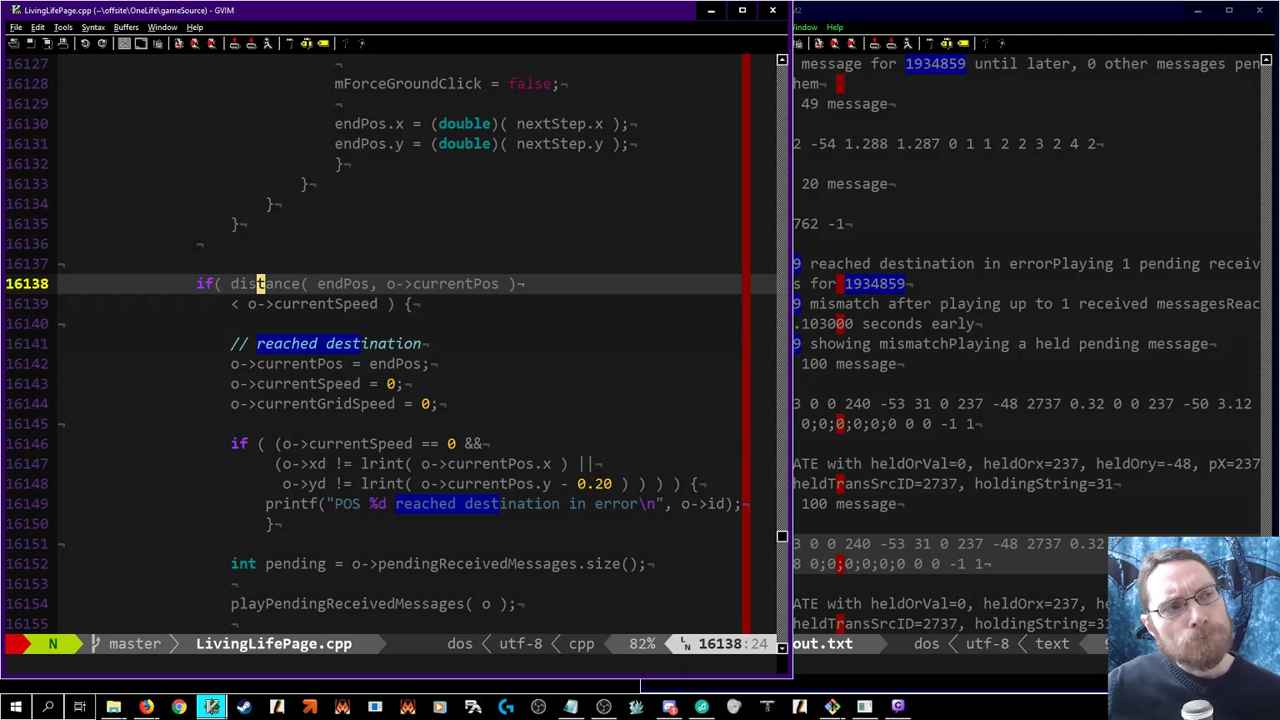 LivingLifePage.cpp (~\offsite\OneLife\gameSource) - GVIM
File Edit Tools Syntax Buffers Window Help
16127
16128 mForceGroundClick = false;
16129
16130 endPos.x = (double)( nextStep.x );
16131 endPos.y = (double)( nextStep.y );
16132 }
16133 }
16134 }
16135 }
16136
16137
16138 if( distance( endPos, o->currentPos )
16139 < o->currentSpeed ) {
16140
16141 // reached destination
16142 o->currentPos = endPos;
16143 o->currentSpeed = 0;
16144 o->currentGridSpeed = 0;
16145
16146 if ( (o->currentSpeed == 0 &&
16147 (o->xd != lrint( o->currentPos.x ) ||
16148 o->yd != lrint( o->currentPos.y - 0.20 ) ) ) ) {
16149 printf("POS %d reached destination in error\n", o->id);
16150 }
16151
16152 int pending = o->pendingReceivedMessages.size();
16153
16154 playPendingReceivedMessages( o );
16155
N master LivingLifePage.cpp dos utf-8 cpp 82% 16138:24
Window Help
message for 1934859 until later, 0 other messages pen
hem
49 message
2 -54 1.288 1.287 0 1 1 2 2 3 2 4 2
20 message
762 -1
9 reached destination in errorPlaying 1 pending receiv
s for 1934859
9 mismatch after playing up to 1 received messagesReac
.103000 seconds early
9 showing mismatchPlaying a held pending message
100 message
53 0 0 240 -53 31 0 237 -48 2737 0.32 0 0 237 -50 3.12
0;0;0;0;0;0 0 0 -1 1
ATE with heldOrVal=0, heldOrx=237, heldOry=-48, pX=237
heldTransSrcID=2737, holdingString=31
100 message
53 0 0 240 -53 31 0 237 -48 2737 0.32
8 0;0;0;0;0;0 0 0 -1 1
ATE with heldOrVal=0, heldOrx=237
heldTransSrcID=2737, holdingString=31
out.txt dos utf-8 text